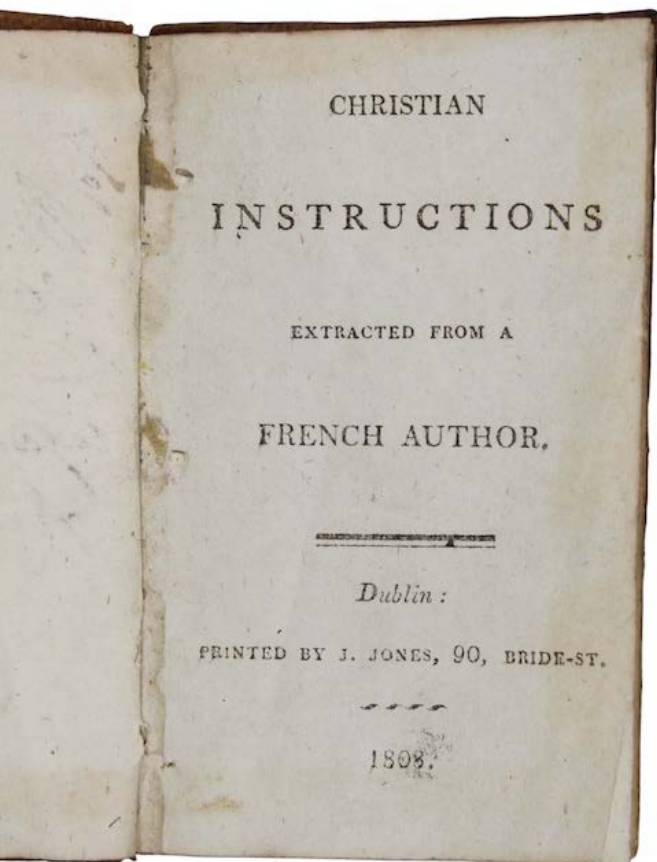 CHRISTIAN
INSTRUCTIONS
EXTRACTED FROM A
FRENCH AUTHOR.
Dublin:
PRINTED BY J. JONES, 90, BRIDE-ST.
1808.